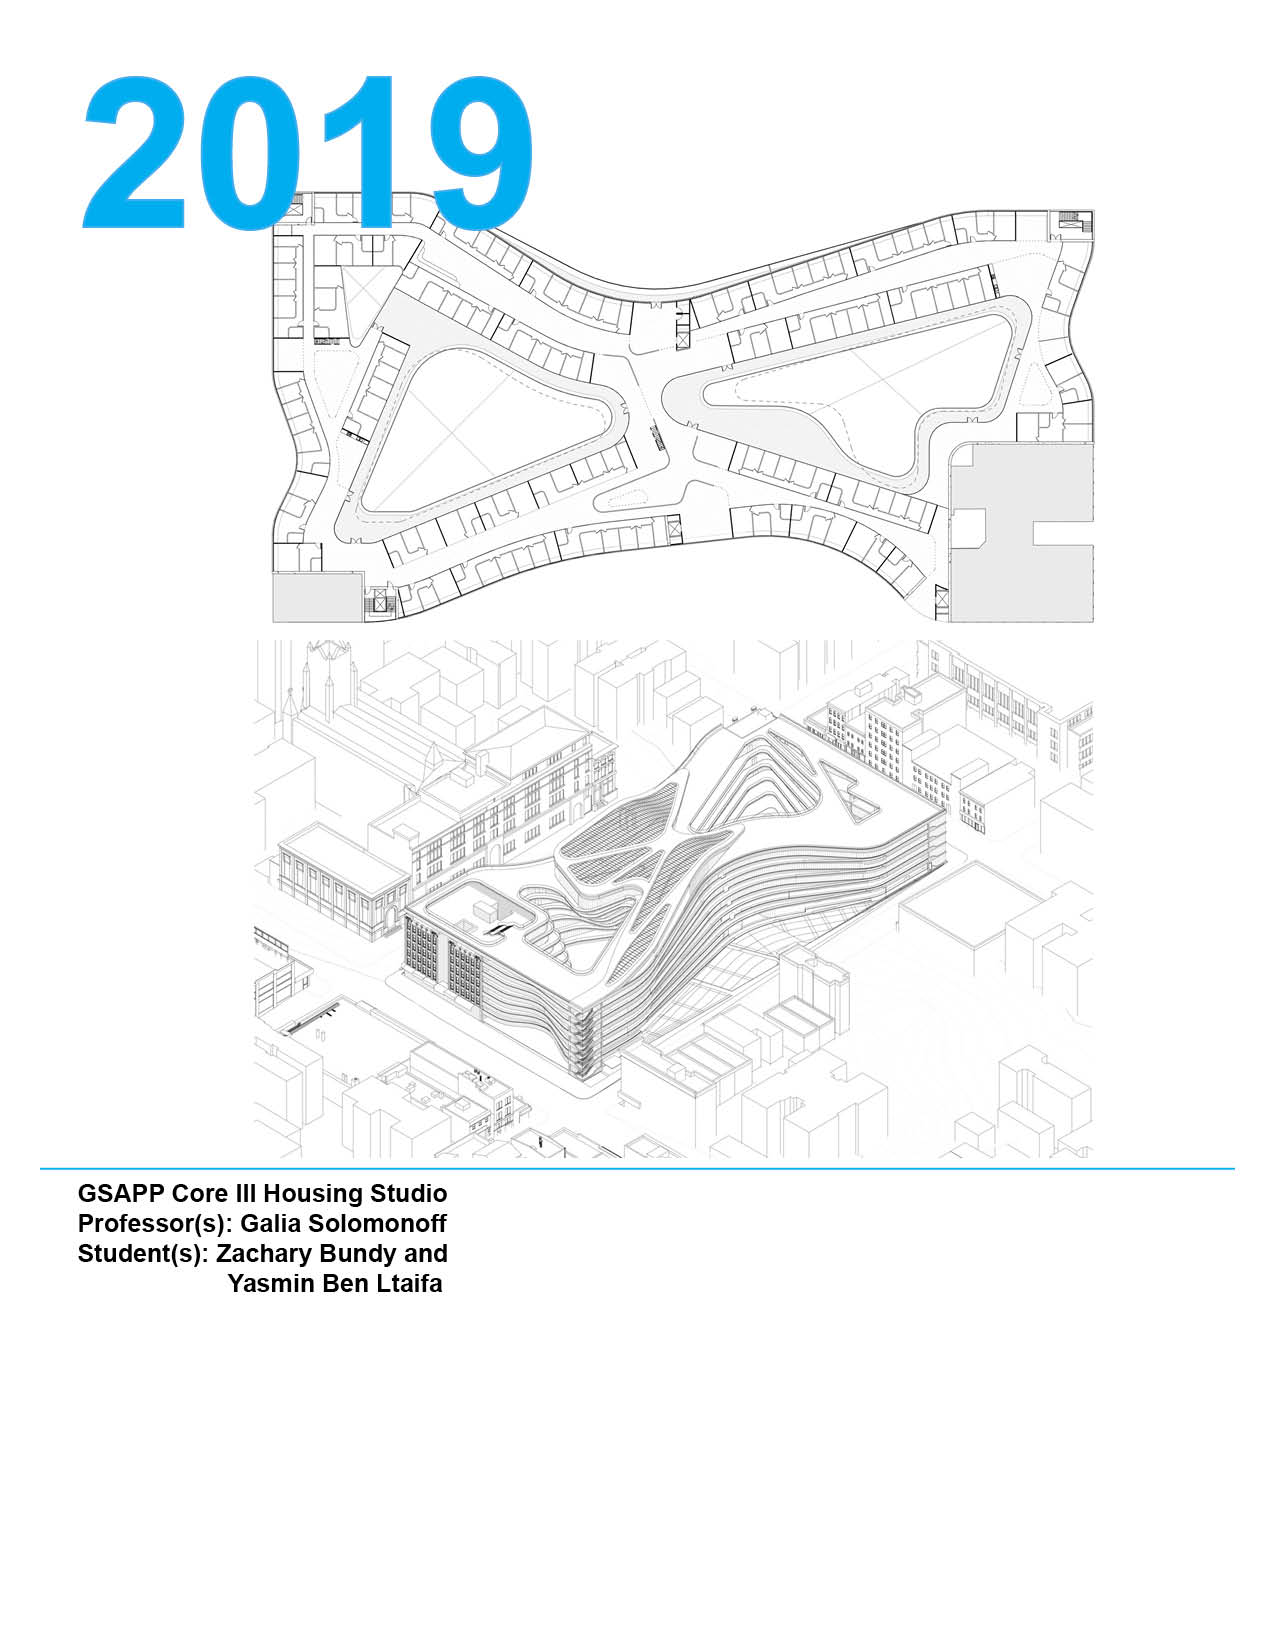 2019
GSAPP Core III Housing Studio
Professor(s): Galia Solomonoff
Student(s): Zachary Bundy and
Yasmin Ben Ltaifa